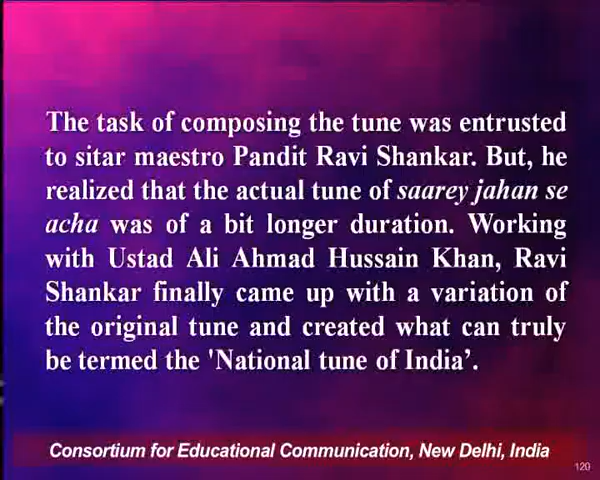 The task of composing the tune was entrusted
to sitar maestro Pandit Ravi Shankar. But, he
realized that the actual tune of saarey jahan se
acha was of a bit longer duration. Working
with Ustad Ali Ahmad Hussain Khan, Ravi
Shankar finally came up with a variation of
the original tune and created what can truly
be termed the 'National tune of India’.
Consortium for Educational Communication, New Delhi, India
120